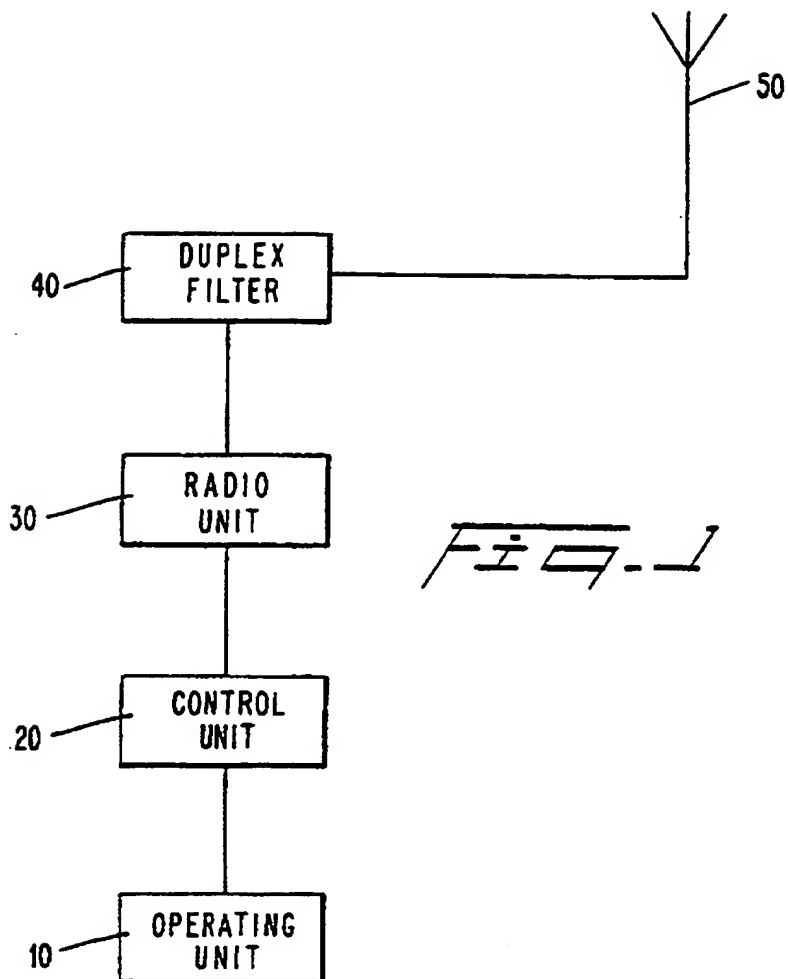 50
DUPLEX
FILTER
40
RADIO
UNIT
30
Fig. 1
CONTROL
UNIT
20
OPERATING
UNIT
10